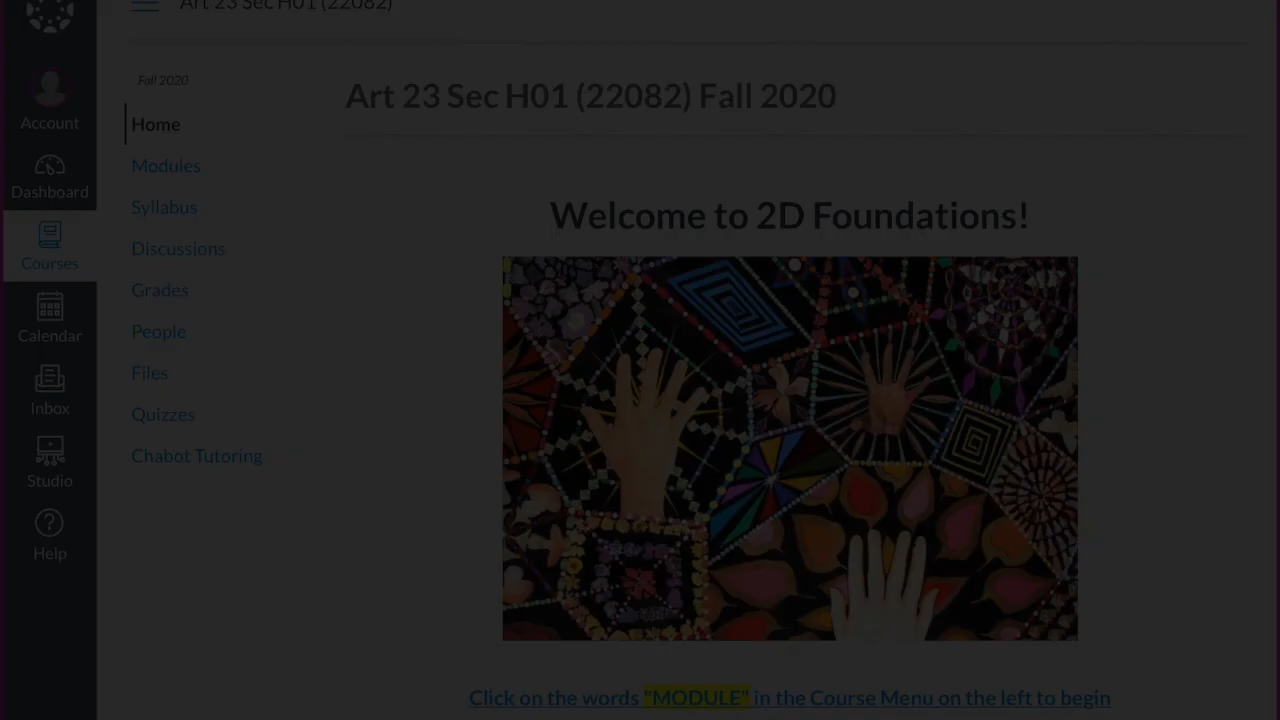 Art 23 Sec H01 (22082)
Fall 2020
Art 23 Sec H01 (22082) Fall 2020
Account
Dashboard
Courses
Calendar
Inbox
Studio
Help
Home
Modules
Syllabus
Discussions
Grades
People
Files
Quizzes
Chabot Tutoring
Welcome to 2D Foundations!
Click on the words "MODULE" in the Course Menu on the left to begin